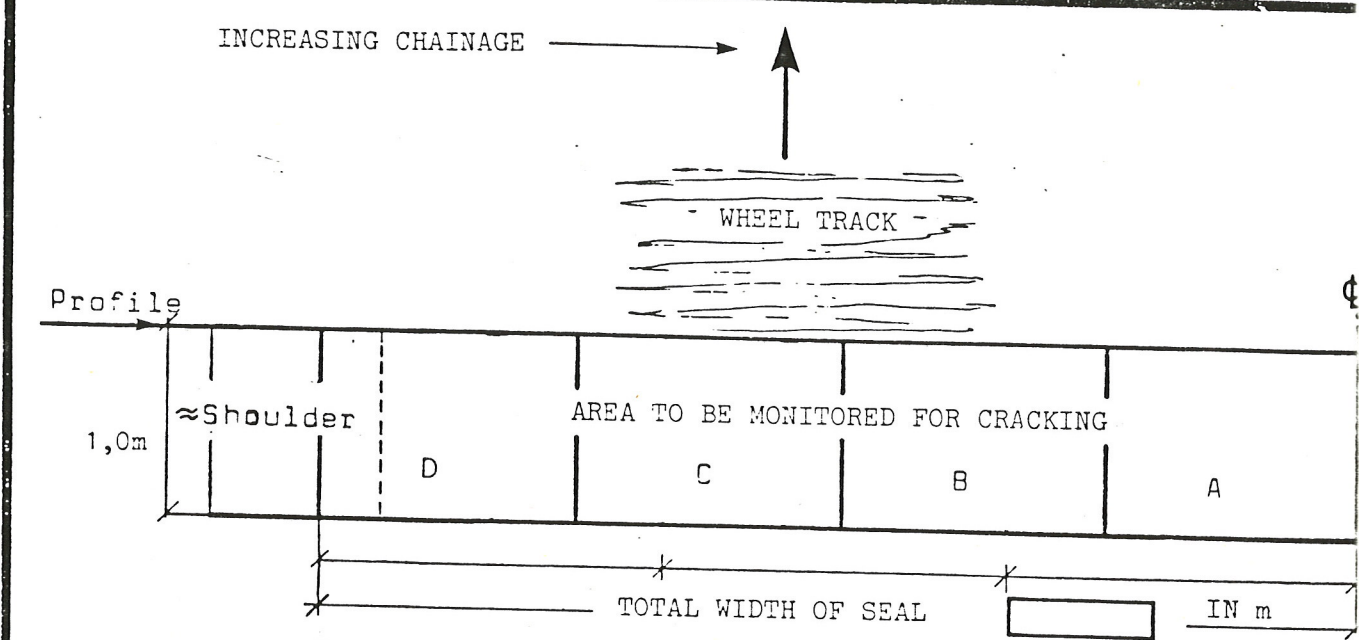 INCREASING CHAINAGE
- WHEEL TRACK -
℄
Profile
≈Shoulder
AREA TO BE MONITORED FOR CRACKING
1,0m
D
C
B
A
TOTAL WIDTH OF SEAL
IN m